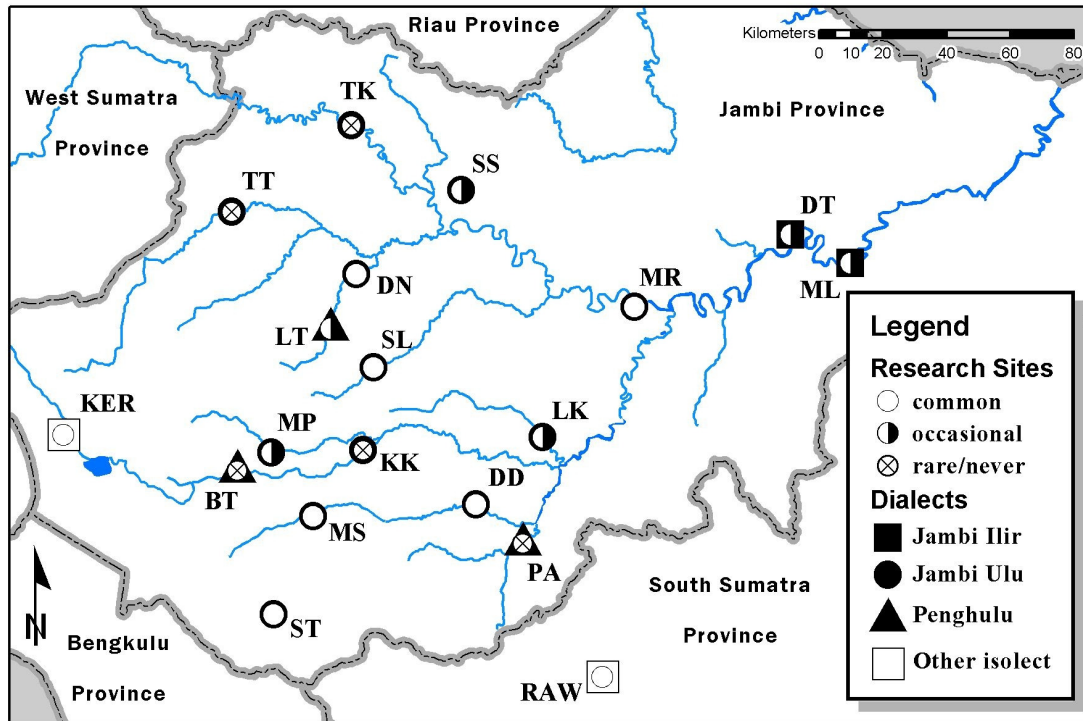 Riau Province
Kilometers
0 10 20 40 60 80
West Sumatra
Province
TK
Jambi Province
SS
TT
DT
DN
MR
ML
LT
SL
KER
MP
LK
KK
BT
DD
MS
PA
ST
South Sumatra
Province
RAW
N
Bengkulu
Province
Legend
Research Sites
common
occasional
rare/never
Dialects
Jambi Ilir
Jambi Ulu
Penghulu
Other isolect